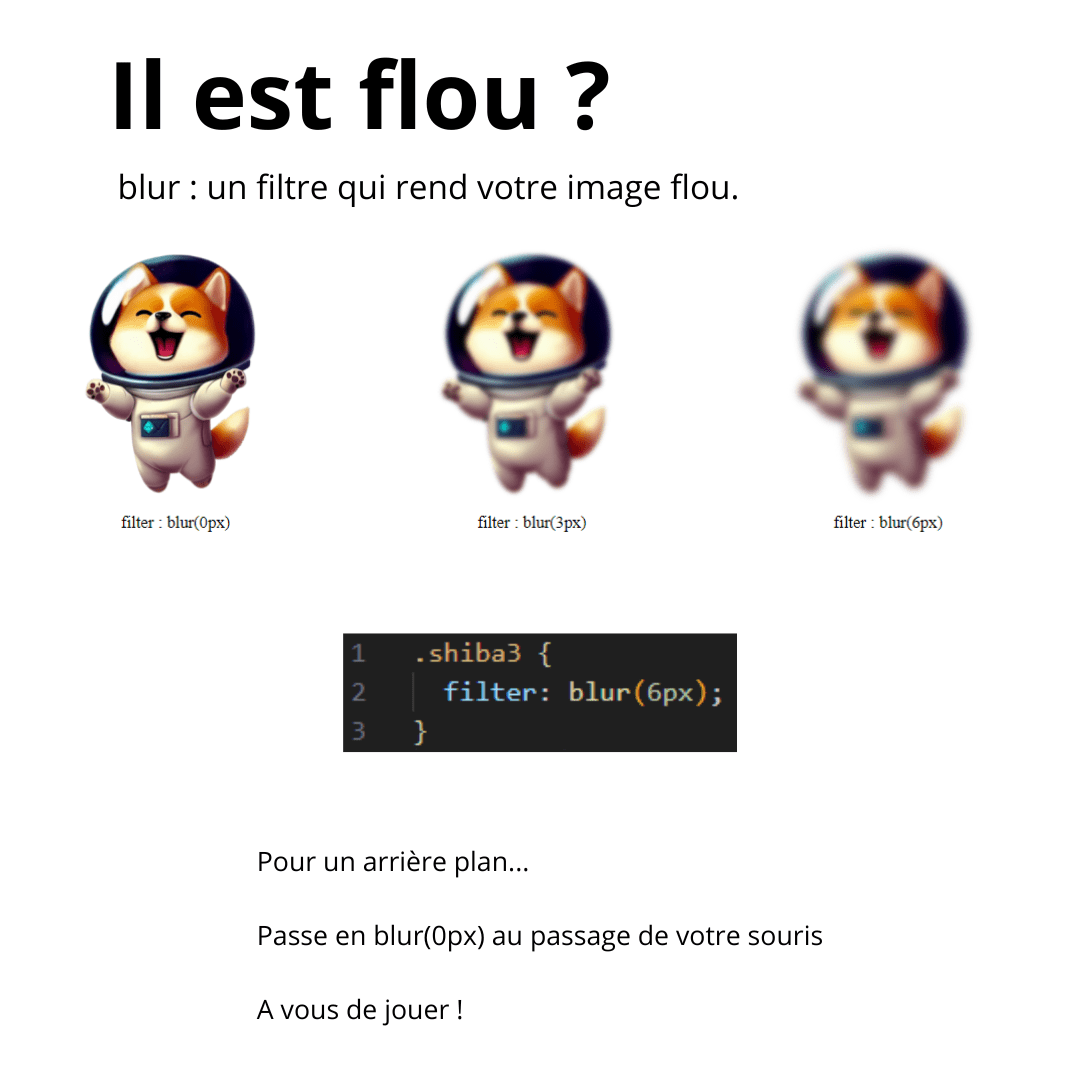 Il est flou ?
blur : un filtre qui rend votre image flou.
filter : blur(0px)
filter : blur(3px)
filter : blur(6px)
1 .shiba3 {
2 filter: blur(6px);
3 }
Pour un arrière plan...
Passe en blur(0px) au passage de votre souris
A vous de jouer !